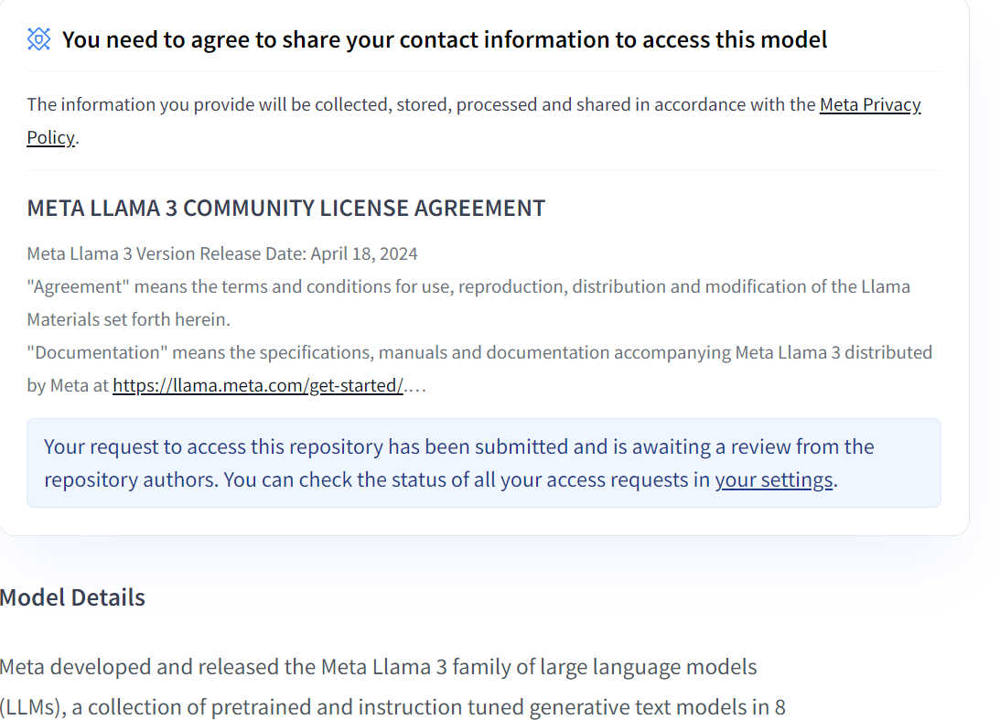 You need to agree to share your contact information to access this model
The information you provide will be collected, stored, processed and shared in accordance with the Meta Privacy
Policy.
META LLAMA 3 COMMUNITY LICENSE AGREEMENT
Meta Llama 3 Version Release Date: April 18, 2024
"Agreement" means the terms and conditions for use, reproduction, distribution and modification of the Llama
Materials set forth herein.
"Documentation" means the specifications, manuals and documentation accompanying Meta Llama 3 distributed
by Meta at https://llama.meta.com/get-started/.…
Your request to access this repository has been submitted and is awaiting a review from the
repository authors. You can check the status of all your access requests in your settings.
Model Details
Meta developed and released the Meta Llama 3 family of large language models
(LLMs), a collection of pretrained and instruction tuned generative text models in 8